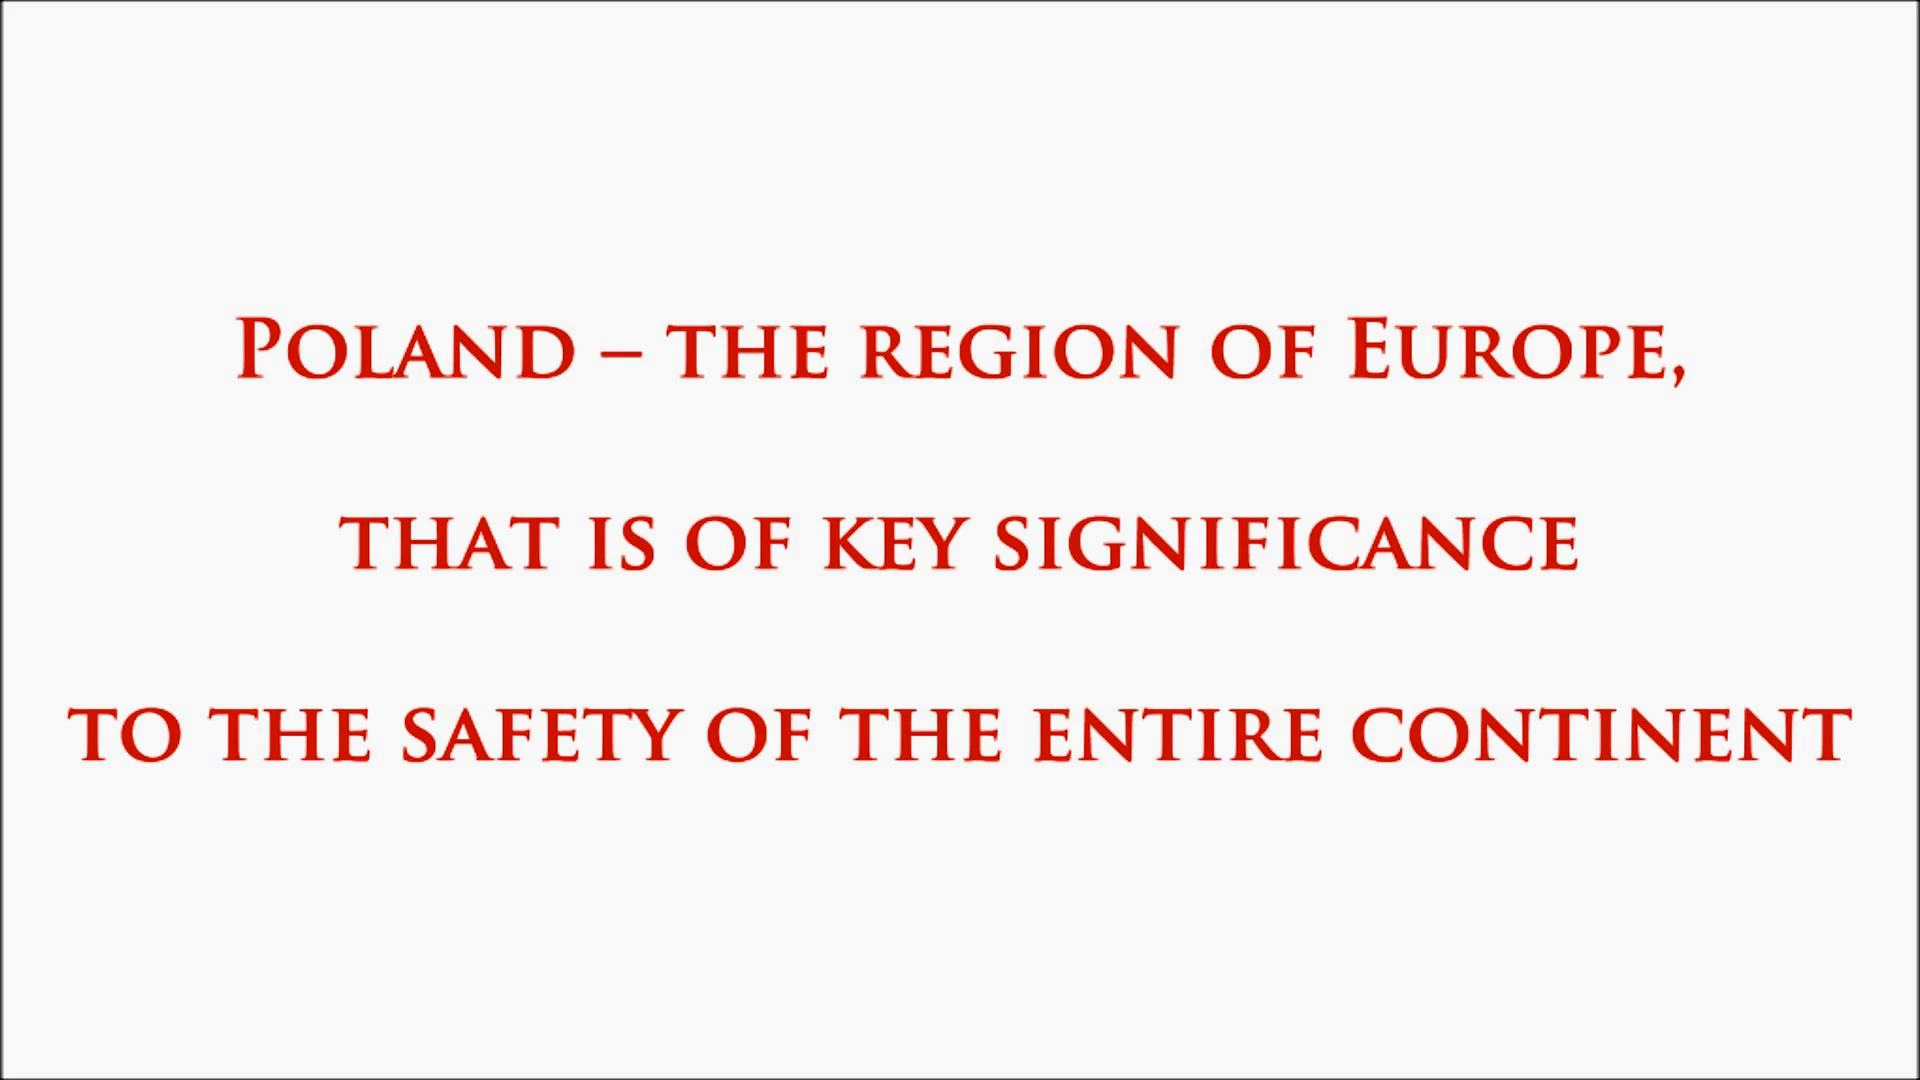 Poland – the region of Europe,
that is of key significance
to the safety of the entire continent